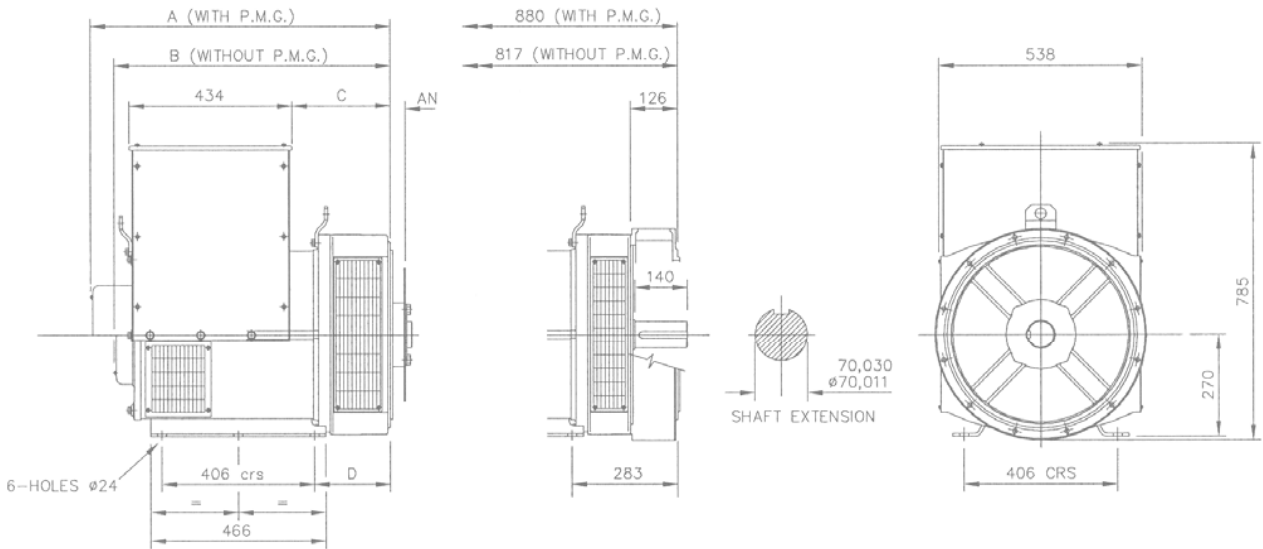 A (WITH P.M.G.)
880 (WITH P.M.G.)
B (WITHOUT P.M.G.)
817 (WITHOUT P.M.G.)
538
434
C
AN
126
140
785
70,030
ø70,011
270
SHAFT EXTENSION
6-HOLES ø24
406 crs
D
283
406 CRS
= =
466